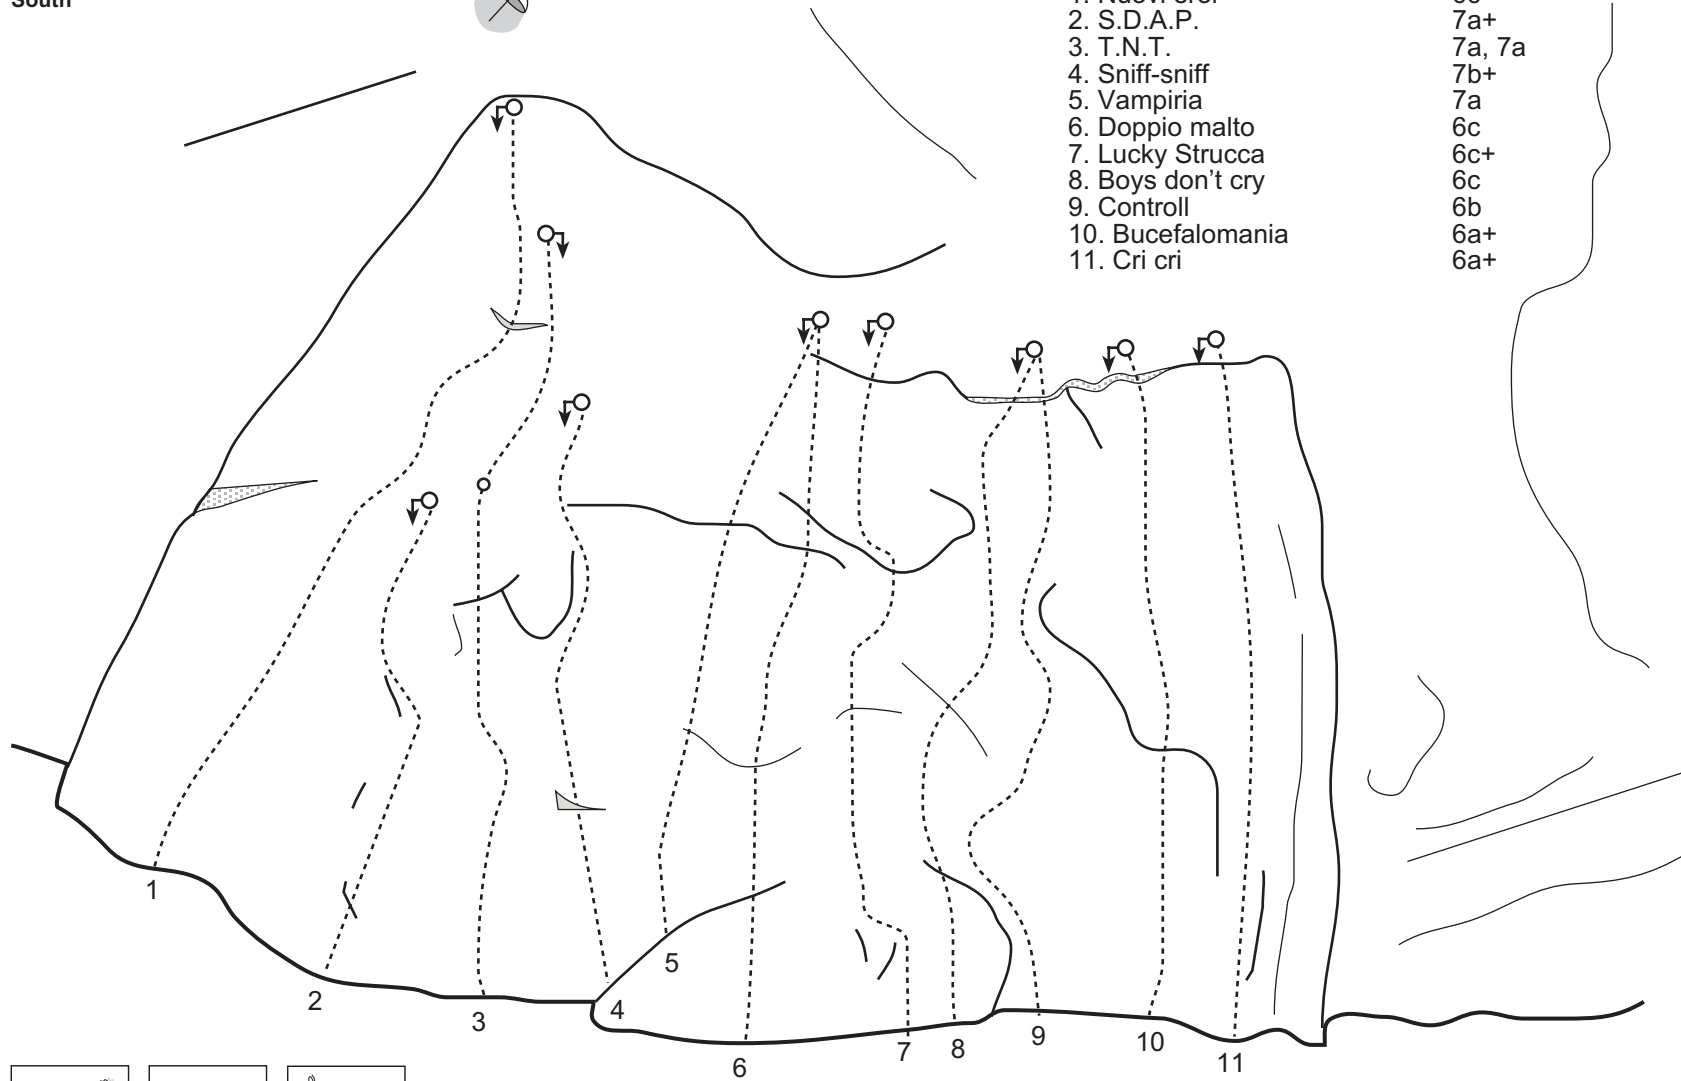 South
2. S.D.A.P. 7a+
3. T.N.T. 7a, 7a
4. Sniff-sniff 7b+
5. Vampiria 7a
6. Doppio malto 6c
7. Lucky Strucca 6c+
8. Boys don’t cry 6c
9. Controll 6b
10. Bucefalomania 6a+
11. Cri cri 6a+
1
2
3
4
5
6
7
8
9
10
11